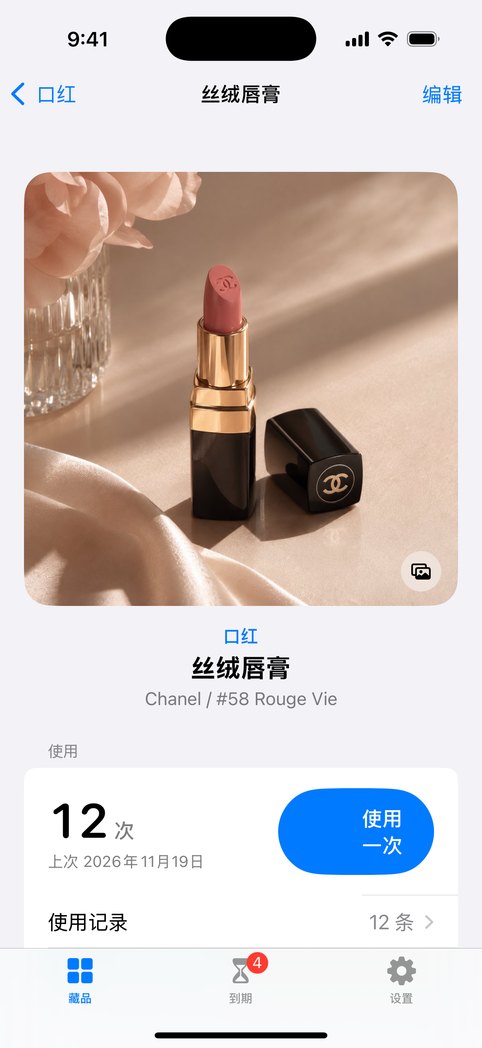 9:41
口红
丝绒唇膏
编辑
口红
丝绒唇膏
Chanel / #58 Rouge Vie
使用
12 次
上次 2026年11月19日
使用
一次
使用记录
12 条
4
藏品
到期
设置